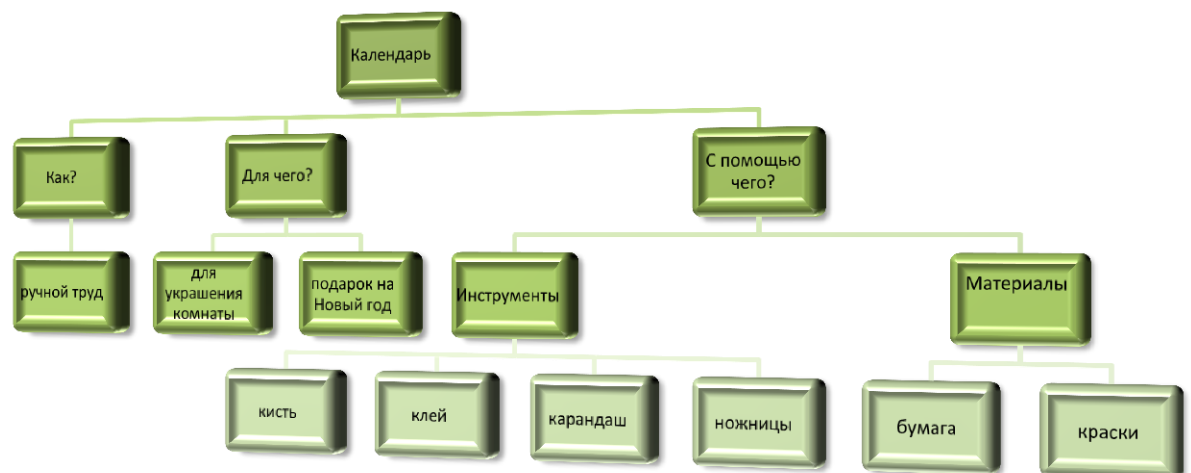 Календарь
Как?
Для чего?
С помощью
чего?
ручной труд
для
украшения
комнаты
подарок на
Новый год
Инструменты
Материалы
кисть
клей
карандаш
ножницы
бумага
краски